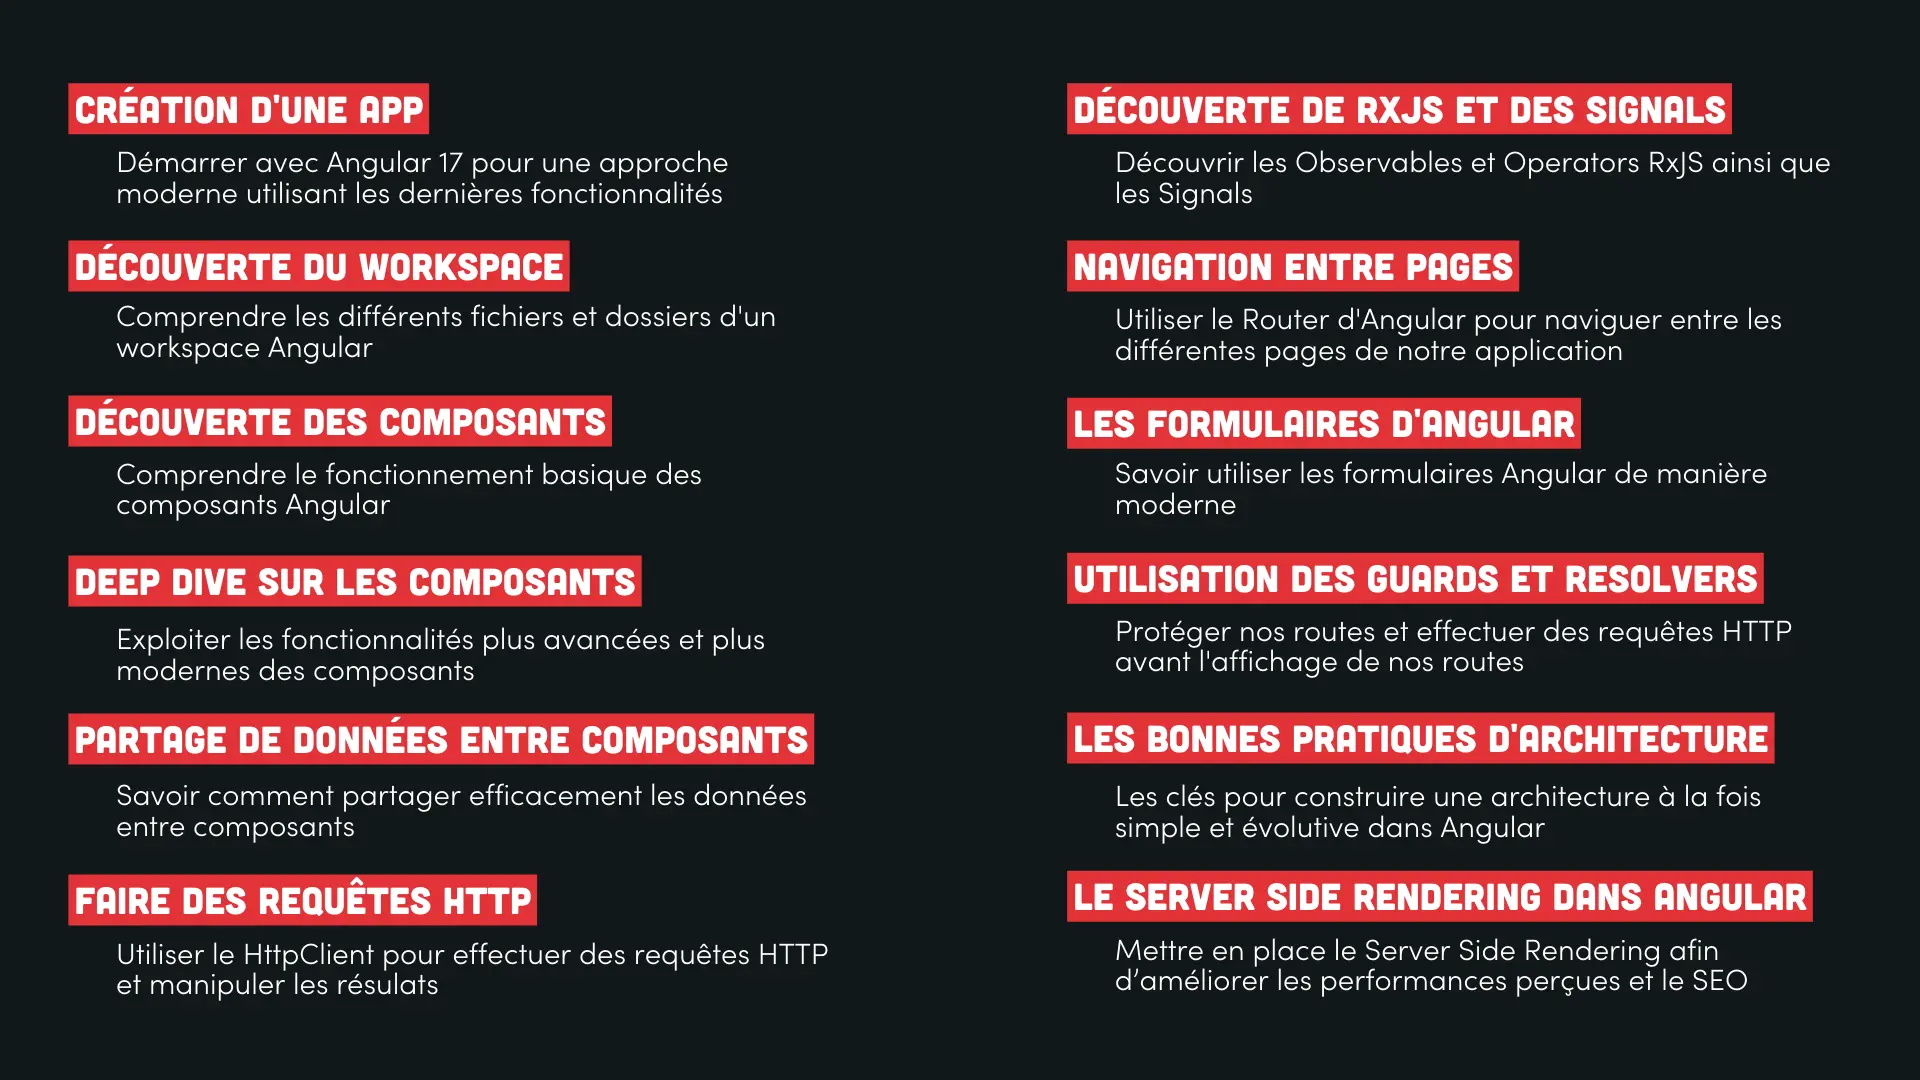 CRÉATION D'UNE APP
Démarrer avec Angular 17 pour une approche
moderne utilisant les dernières fonctionnalités
DÉCOUVERTE DU WORKSPACE
Comprendre les différents fichiers et dossiers d'un
workspace Angular
DÉCOUVERTE DES COMPOSANTS
Comprendre le fonctionnement basique des
composants Angular
DEEP DIVE SUR LES COMPOSANTS
Exploiter les fonctionnalités plus avancées et plus
modernes des composants
PARTAGE DE DONNÉES ENTRE COMPOSANTS
Savoir comment partager efficacement les données
entre composants
FAIRE DES REQUÊTES HTTP
Utiliser le HttpClient pour effectuer des requêtes HTTP
et manipuler les résulats
DÉCOUVERTE DE RXJS ET DES SIGNALS
Découvrir les Observables et Operators RxJS ainsi que
les Signals
NAVIGATION ENTRE PAGES
Utiliser le Router d'Angular pour naviguer entre les
différentes pages de notre application
LES FORMULAIRES D'ANGULAR
Savoir utiliser les formulaires Angular de manière
moderne
UTILISATION DES GUARDS ET RESOLVERS
Protéger nos routes et effectuer des requêtes HTTP
avant l'affichage de nos routes
LES BONNES PRATIQUES D'ARCHITECTURE
Les clés pour construire une architecture à la fois
simple et évolutive dans Angular
LE SERVER SIDE RENDERING DANS ANGULAR
Mettre en place le Server Side Rendering afin
d’améliorer les performances perçues et le SEO